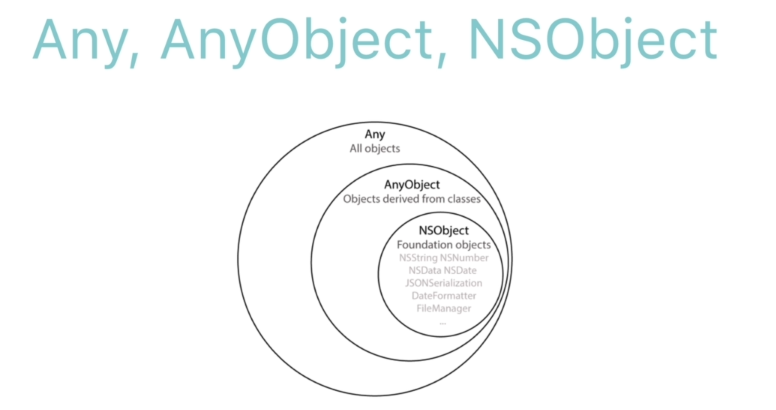 Any, AnyObject, NSObject
Any
All objects
AnyObject
Objects derived from classes
NSObject
Foundation objects
NSString NSNumber
NSData NSDate
JSONSerialization
DateFormatter
FileManager
...